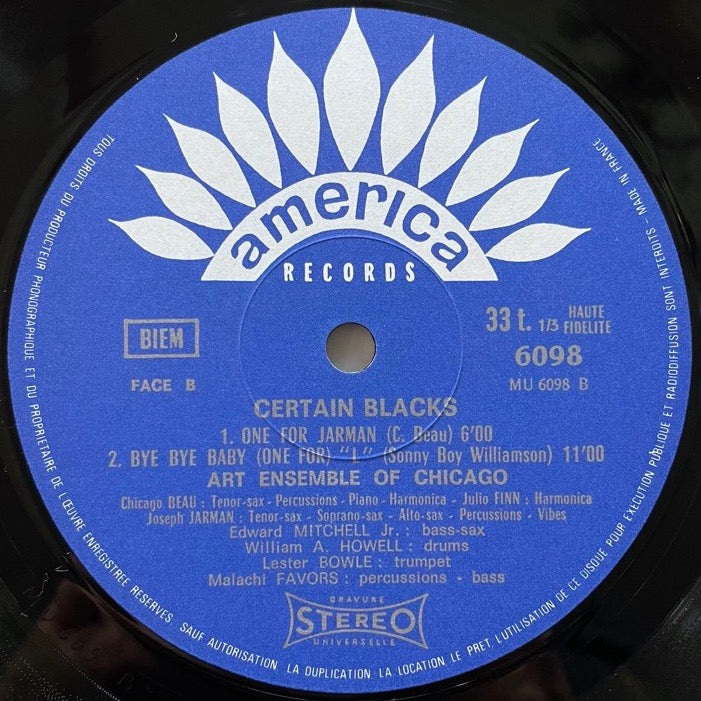 america
RECORDS
BIEM
FACE B
33 t. 1/3 HAUTE FIDELITE
6098
MU 6098 B
CERTAIN BLACKS
1. ONE FOR JARMAN (C. Beau) 6'00
2. BYE BYE BABY (ONE FOR) "L" (Sonny Boy Williamson) 11'00
ART ENSEMBLE OF CHICAGO
Chicago BEAU : Tenor-sax - Percussions - Piano - Harmonica - Julio FINN : Harmonica
Joseph JARMAN : Tenor-sax - Soprano-sax - Alto-sax - Percussions - Vibes
Edward MITCHELL Jr. : bass-sax
William A. HOWELL : drums
Lester BOWLE : trumpet
Malachi FAVORS : percussions - bass
GRAVURE
STEREO
UNIVERSELLE
TOUS DROITS DU PRODUCTEUR PHONOGRAPHIQUE ET DU PROPRIETAIRE DE L'ŒUVRE ENREGISTREE RESERVES. SAUF AUTORISATION, LA DUPLICATION, LA LOCATION, LE PRET, L'UTILISATION DE CE DISQUE POUR EXECUTION PUBLIQUE ET RADIODIFFUSION SONT INTERDITS - MADE IN FRANCE